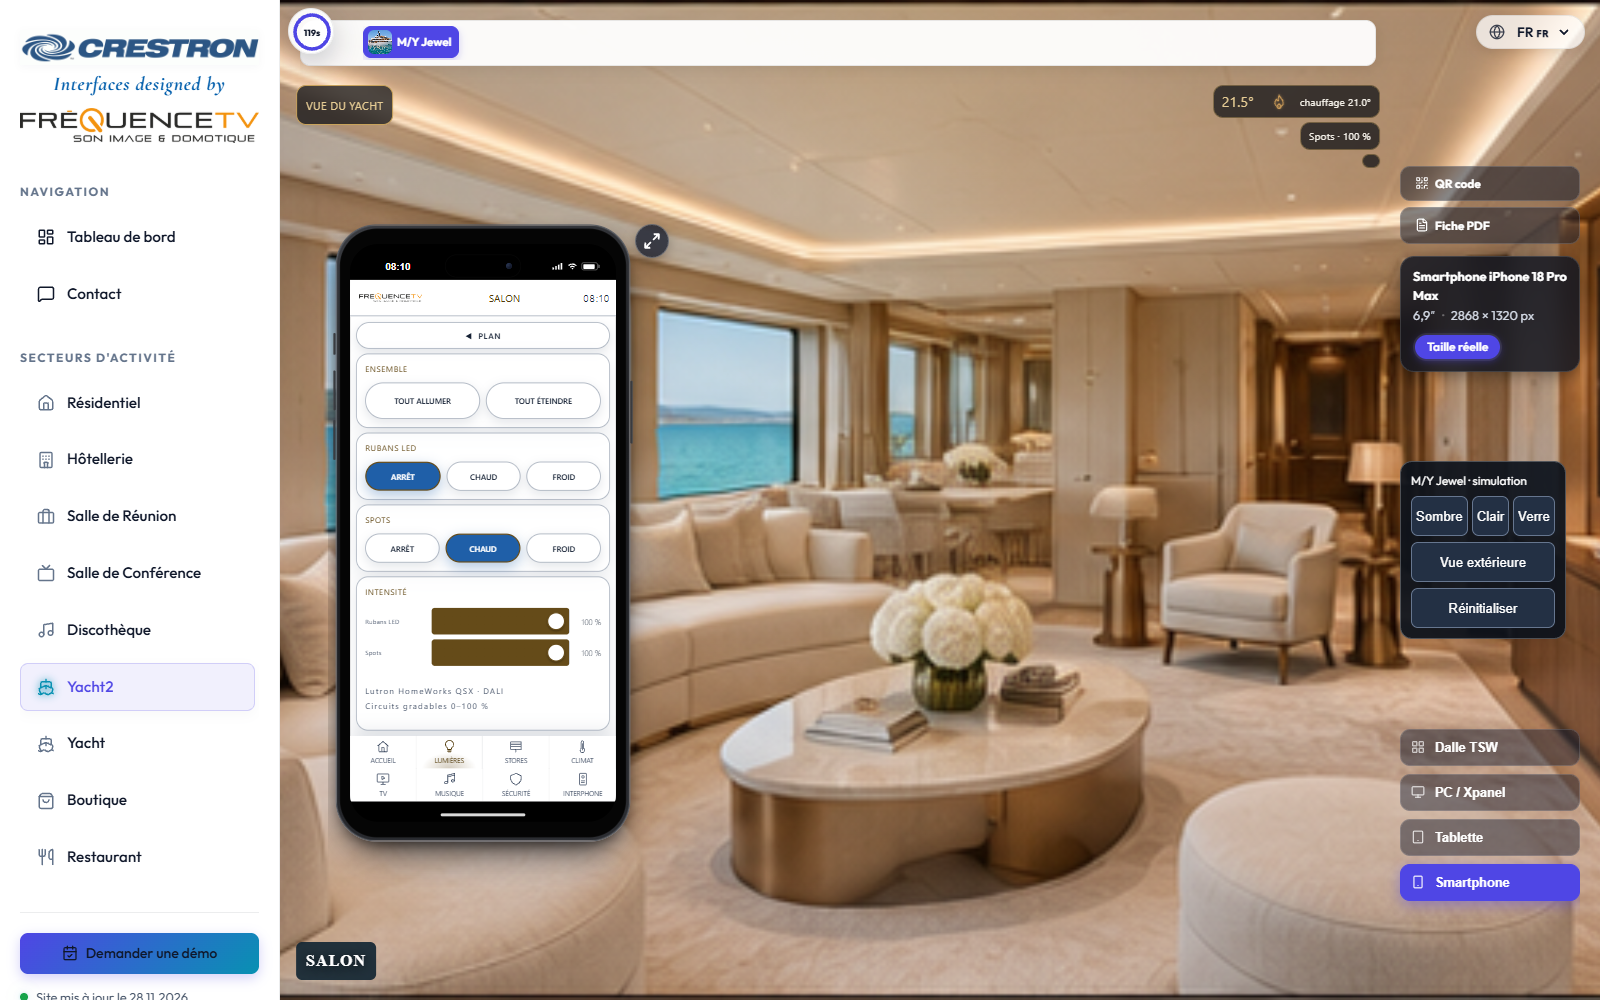 CRESTRON
Interfaces designed by
FRÉQUENCETV
SON IMAGE & DOMOTIQUE
NAVIGATION
Tableau de bord
Contact
SECTEURS D'ACTIVITÉ
Résidentiel
Hôtellerie
Salle de Réunion
Salle de Conférence
Discothèque
Yacht2
Yacht
Boutique
Restaurant
Demander une démo
Site mis à jour le 28.11.2026
119s
M/Y Jewel
FR FR
VUE DU YACHT
21.5° chauffage 21.0°
Spots · 100 %
08:10
FREQUENCETV
SALON
08:10
◄ PLAN
ENSEMBLE
TOUT ALLUMER
TOUT ÉTEINDRE
RUBANS LED
ARRÊT
CHAUD
FROID
SPOTS
ARRÊT
CHAUD
FROID
INTENSITÉ
Rubans LED
100 %
Spots
100 %
Lutron HomeWorks QSX · DALI
Circuits gradables 0–100 %
ACCUEIL
LUMIÈRES
STORES
CLIMAT
TV
MUSIQUE
SÉCURITÉ
INTERPHONE
QR code
Fiche PDF
Smartphone iPhone 18 Pro
Max
6,9" · 2868 × 1320 px
Taille réelle
M/Y Jewel · simulation
Sombre
Clair
Verre
Vue extérieure
Réinitialiser
Dalle TSW
PC / Xpanel
Tablette
Smartphone
SALON